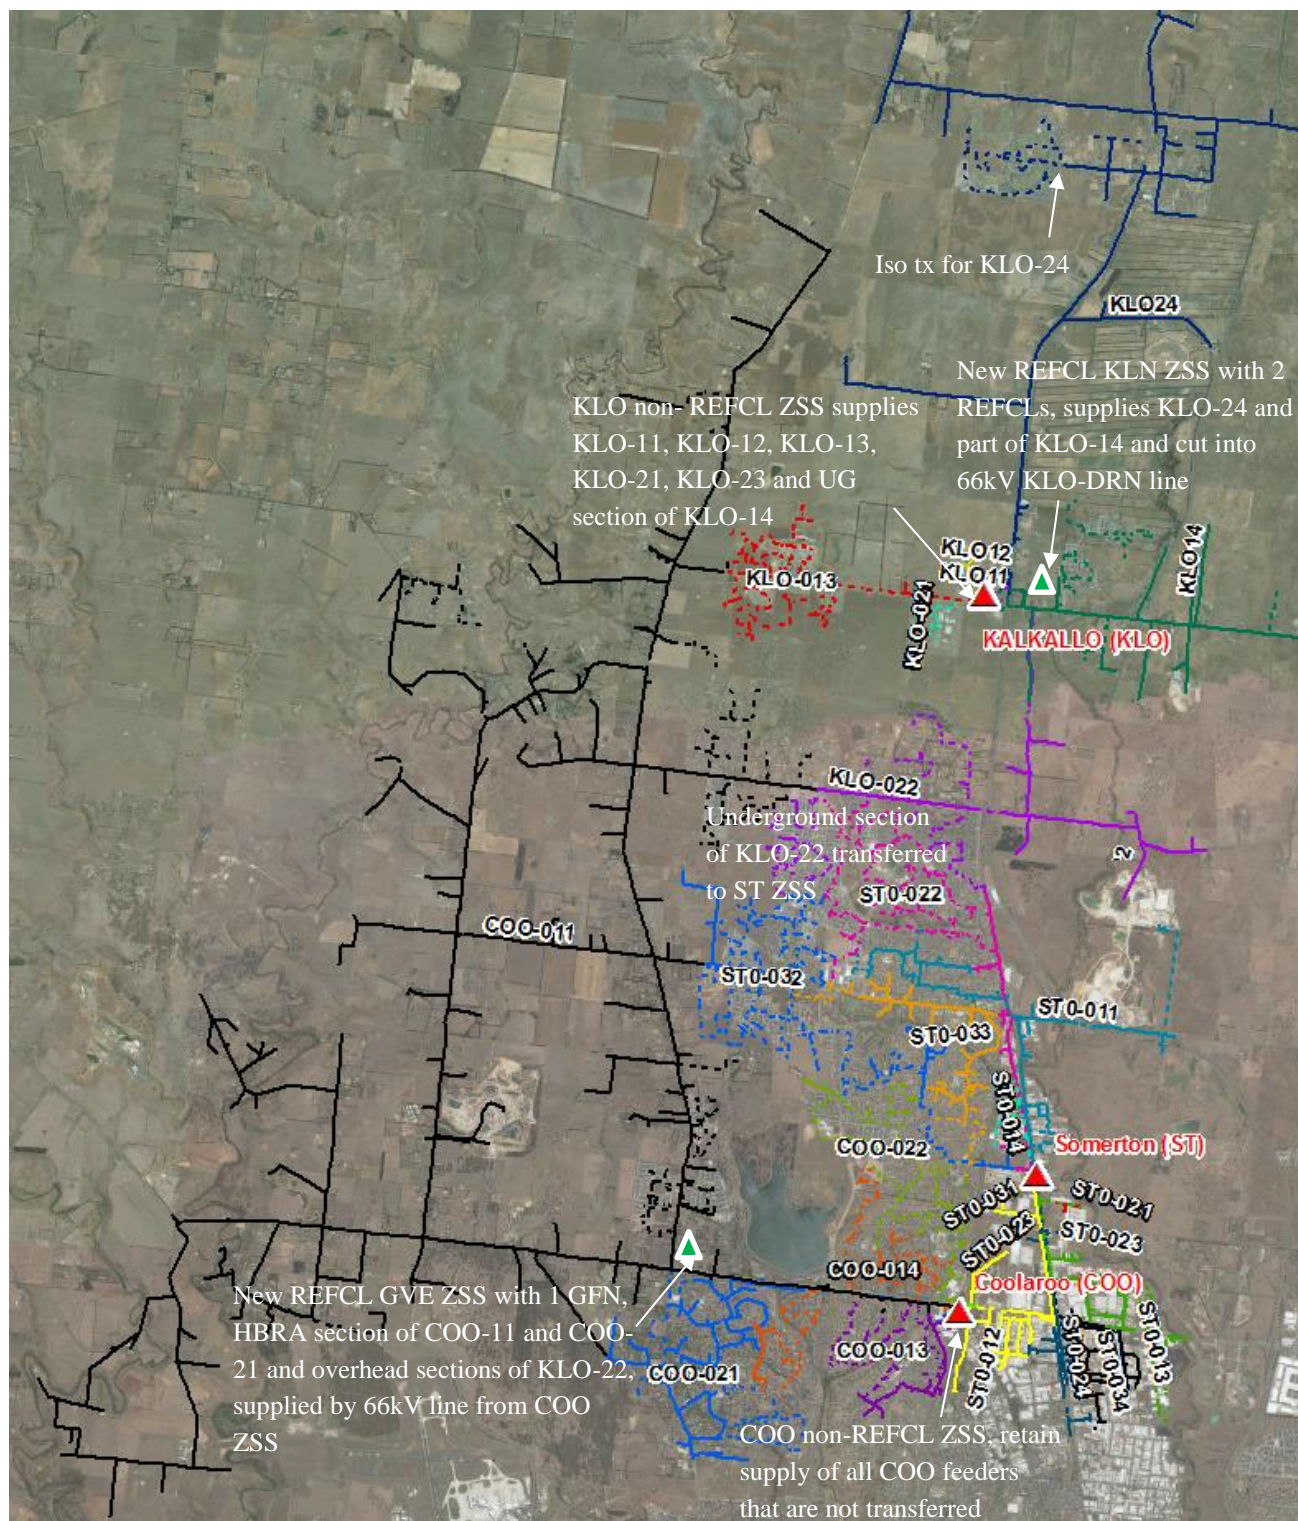 Iso tx for KLO-24
KLO24
New REFCL KLN ZSS with 2
REFCLs, supplies KLO-24 and
part of KLO-14 and cut into
66kV KLO-DRN line
KLO non- REFCL ZSS supplies
KLO-11, KLO-12, KLO-13,
KLO-21, KLO-23 and UG
section of KLO-14
KLO12
KLO11
KLO14
KLO-013
KLO-021
KALKALLO (KLO)
KLO-022
Underground section
of KLO-22 transferred
to ST ZSS
2
ST0-022
COO-011
ST0-032
ST0-011
ST0-033
ST0-014
COO-022
Somerton (ST)
ST0-031
ST0-021
ST0-023
ST0-023
COO-014
Coolaroo (COO)
New REFCL GVE ZSS with 1 GFN,
HBRA section of COO-11 and COO-
21 and overhead sections of KLO-22,
supplied by 66kV line from COO
ZSS
COO-013
COO-021
ST0-012
ST0-024
ST0-034
ST0-013
COO non-REFCL ZSS, retain
supply of all COO feeders
that are not transferred